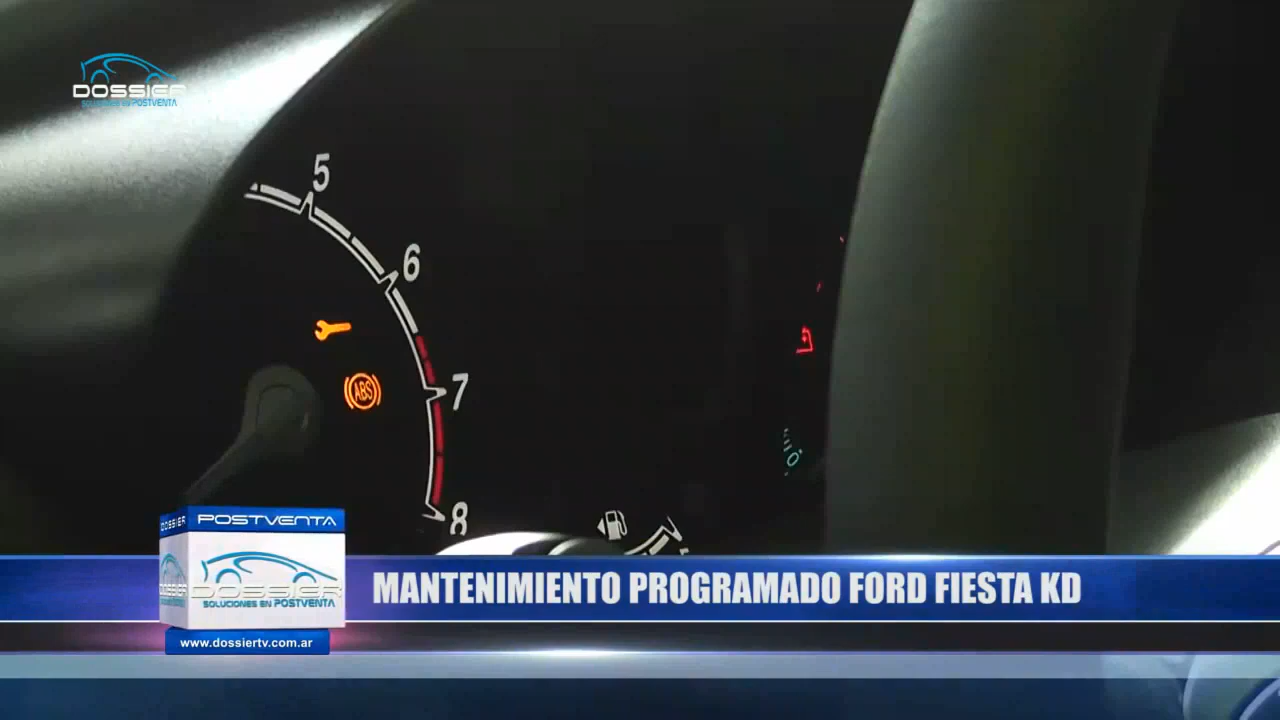 DOSSIER
SOLUCIONES EN POSTVENTA
5
6
ABS
7
8
DOSSIER
POSTVENTA
DOSSIER
SOLUCIONES EN POSTVENTA
MANTENIMIENTO PROGRAMADO FORD FIESTA KD
www.dossiertv.com.ar